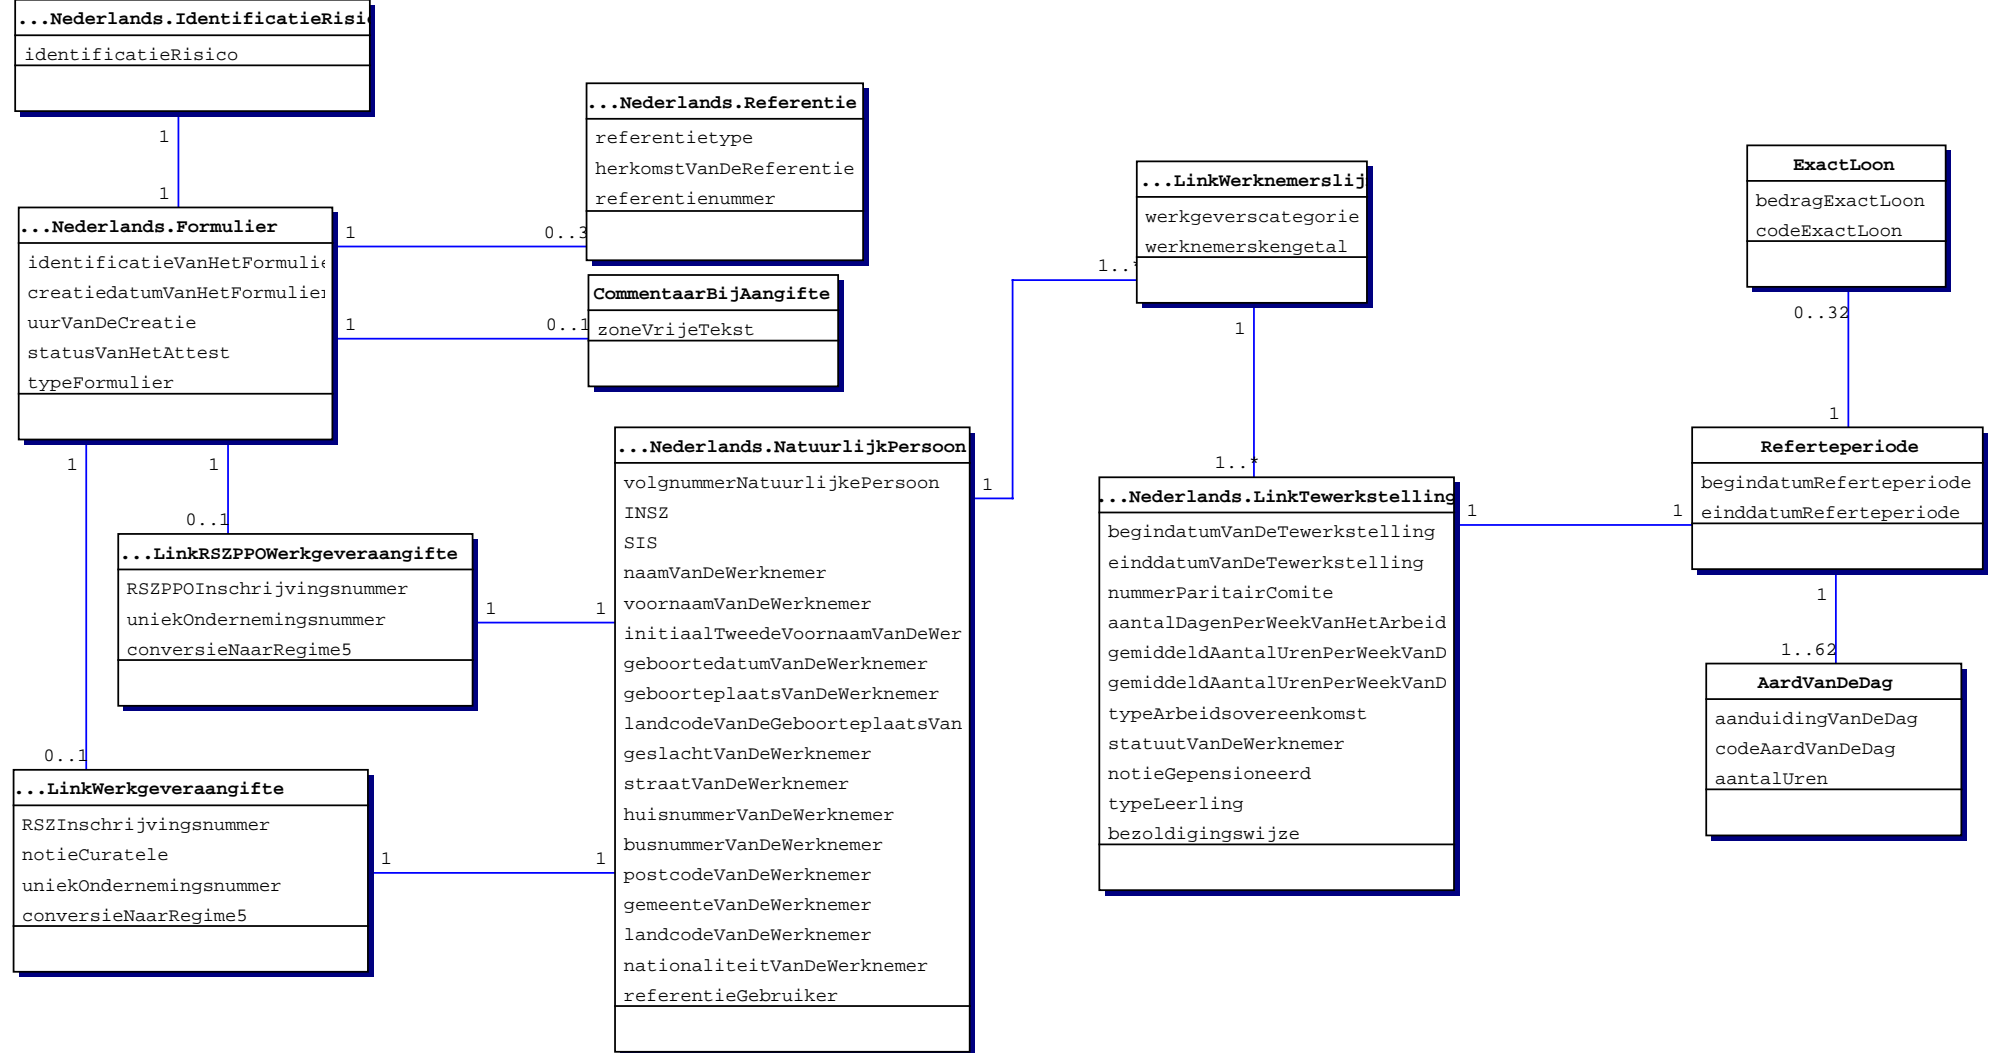 ...Nederlands.IdentificatieRisi
identificatieRisico
1
1
...Nederlands.Formulier
identificatieVanHetFormulie
creatiedatumVanHetFormulier
uurVanDeCreatie
statusVanHetAttest
typeFormulier
1
0..3
...Nederlands.Referentie
referentietype
herkomstVanDeReferentie
referentienummer
1
0..1
CommentaarBijAangifte
zoneVrijeTekst
1
0..1
1
0..1
...LinkRSZPPOWerkgeveraangifte
RSZPPOInschrijvingsnummer
uniekOndernemingsnummer
conversieNaarRegime5
1
1
...LinkWerkgeveraangifte
RSZInschrijvingsnummer
notieCuratele
uniekOndernemingsnummer
conversieNaarRegime5
1
1
...Nederlands.NatuurlijkPersoon
volgnummerNatuurlijkePersoon
INSZ
SIS
naamVanDeWerknemer
voornaamVanDeWerknemer
initiaalTweedeVoornaamVanDeWer
geboortedatumVanDeWerknemer
geboorteplaatsVanDeWerknemer
landcodeVanDeGeboorteplaatsVan
geslachtVanDeWerknemer
straatVanDeWerknemer
huisnummerVanDeWerknemer
busnummerVanDeWerknemer
postcodeVanDeWerknemer
gemeenteVanDeWerknemer
landcodeVanDeWerknemer
nationaliteitVanDeWerknemer
referentieGebruiker
1
1..*
...LinkWerknemerslij
werkgeverscategorie
werknemerskengetal
1
1..*
...Nederlands.LinkTewerkstelling
begindatumVanDeTewerkstelling
einddatumVanDeTewerkstelling
nummerParitairComite
aantalDagenPerWeekVanHetArbeid
gemiddeldAantalUrenPerWeekVanD
gemiddeldAantalUrenPerWeekVanD
typeArbeidsovereenkomst
statuutVanDeWerknemer
notieGepensioneerd
typeLeerling
bezoldigingswijze
1
1
ExactLoon
bedragExactLoon
codeExactLoon
0..32
1
Referteperiode
begindatumReferteperiode
einddatumReferteperiode
1
1..62
AardVanDeDag
aanduidingVanDeDag
codeAardVanDeDag
aantalUren